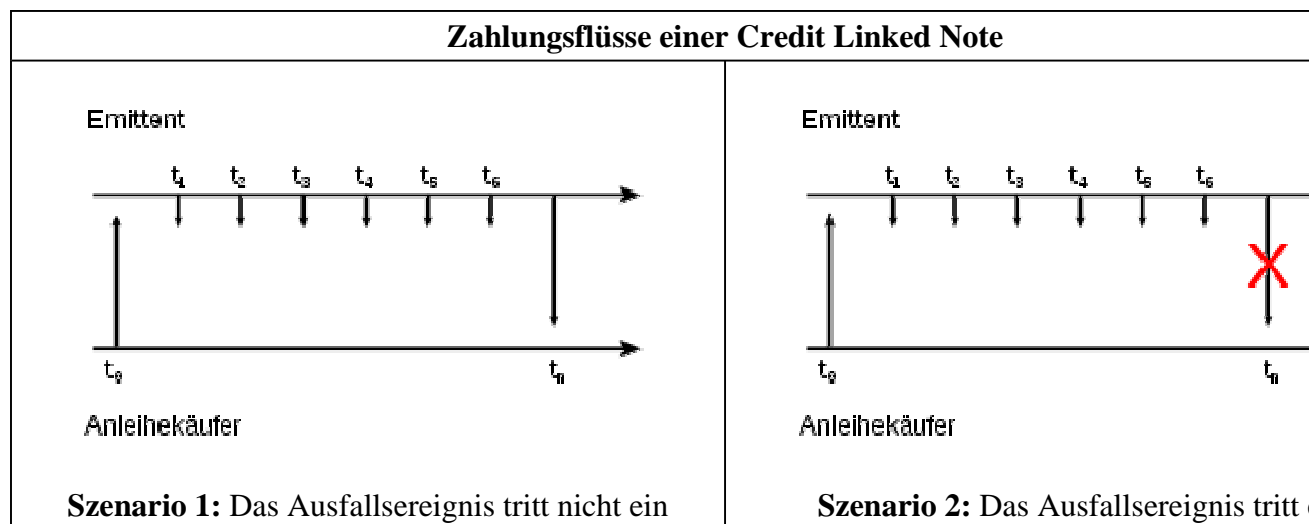 Zahlungsflüsse einer Credit Linked Note
Emittent
t₁ t₂ t₃ t₄ t₅ t₆
t₀ tₙ
Anleihekäufer
Szenario 1: Das Ausfallsereignis tritt nicht ein
Emittent
t₁ t₂ t₃ t₄ t₅ t₆
X
t₀ tₙ
Anleihekäufer
Szenario 2: Das Ausfallsereignis tritt